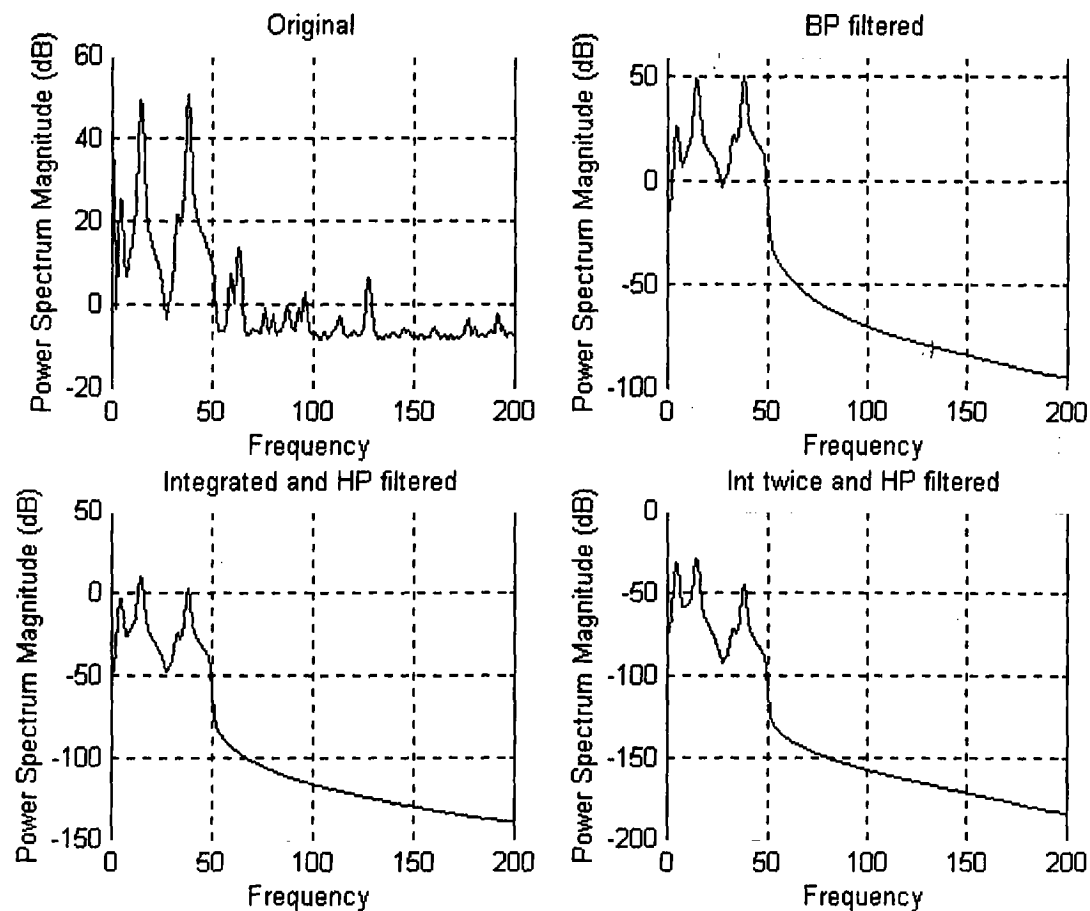 Original
Power Spectrum Magnitude (dB)
60
40
20
0
-20
0 50 100 150 200
Frequency
BP filtered
Power Spectrum Magnitude (dB)
50
0
-50
-100
0 50 100 150 200
Frequency
Integrated and HP filtered
Power Spectrum Magnitude (dB)
50
0
-50
-100
-150
0 50 100 150 200
Frequency
Int twice and HP filtered
Power Spectrum Magnitude (dB)
0
-50
-100
-150
-200
0 50 100 150 200
Frequency